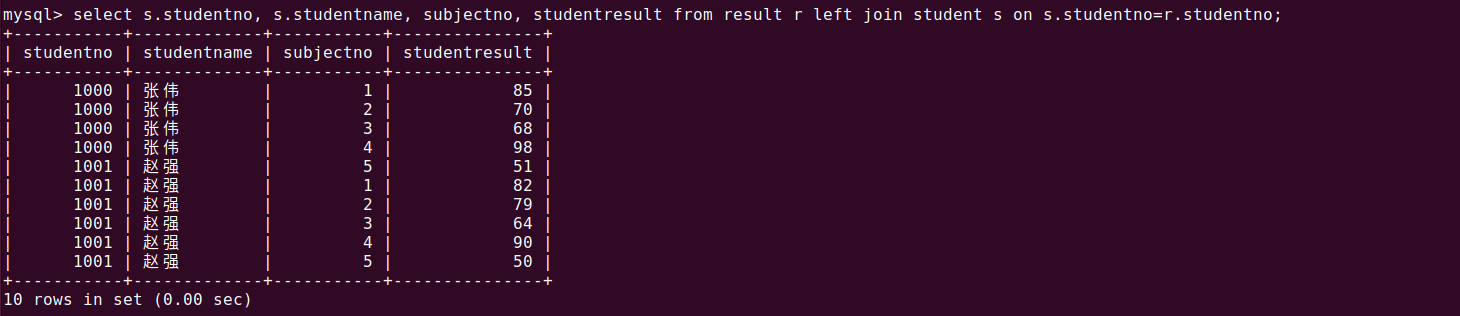 mysql> select s.studentno, s.studentname, subjectno, studentresult from result r left join student s on s.studentno=r.studentno;
+-----------+-------------+-----------+---------------+
| studentno | studentname | subjectno | studentresult |
+-----------+-------------+-----------+---------------+
|      1000 | 张伟        |         1 |            85 |
|      1000 | 张伟        |         2 |            70 |
|      1000 | 张伟        |         3 |            68 |
|      1000 | 张伟        |         4 |            98 |
|      1001 | 赵强        |         5 |            51 |
|      1001 | 赵强        |         1 |            82 |
|      1001 | 赵强        |         2 |            79 |
|      1001 | 赵强        |         3 |            64 |
|      1001 | 赵强        |         4 |            90 |
|      1001 | 赵强        |         5 |            50 |
+-----------+-------------+-----------+---------------+
10 rows in set (0.00 sec)